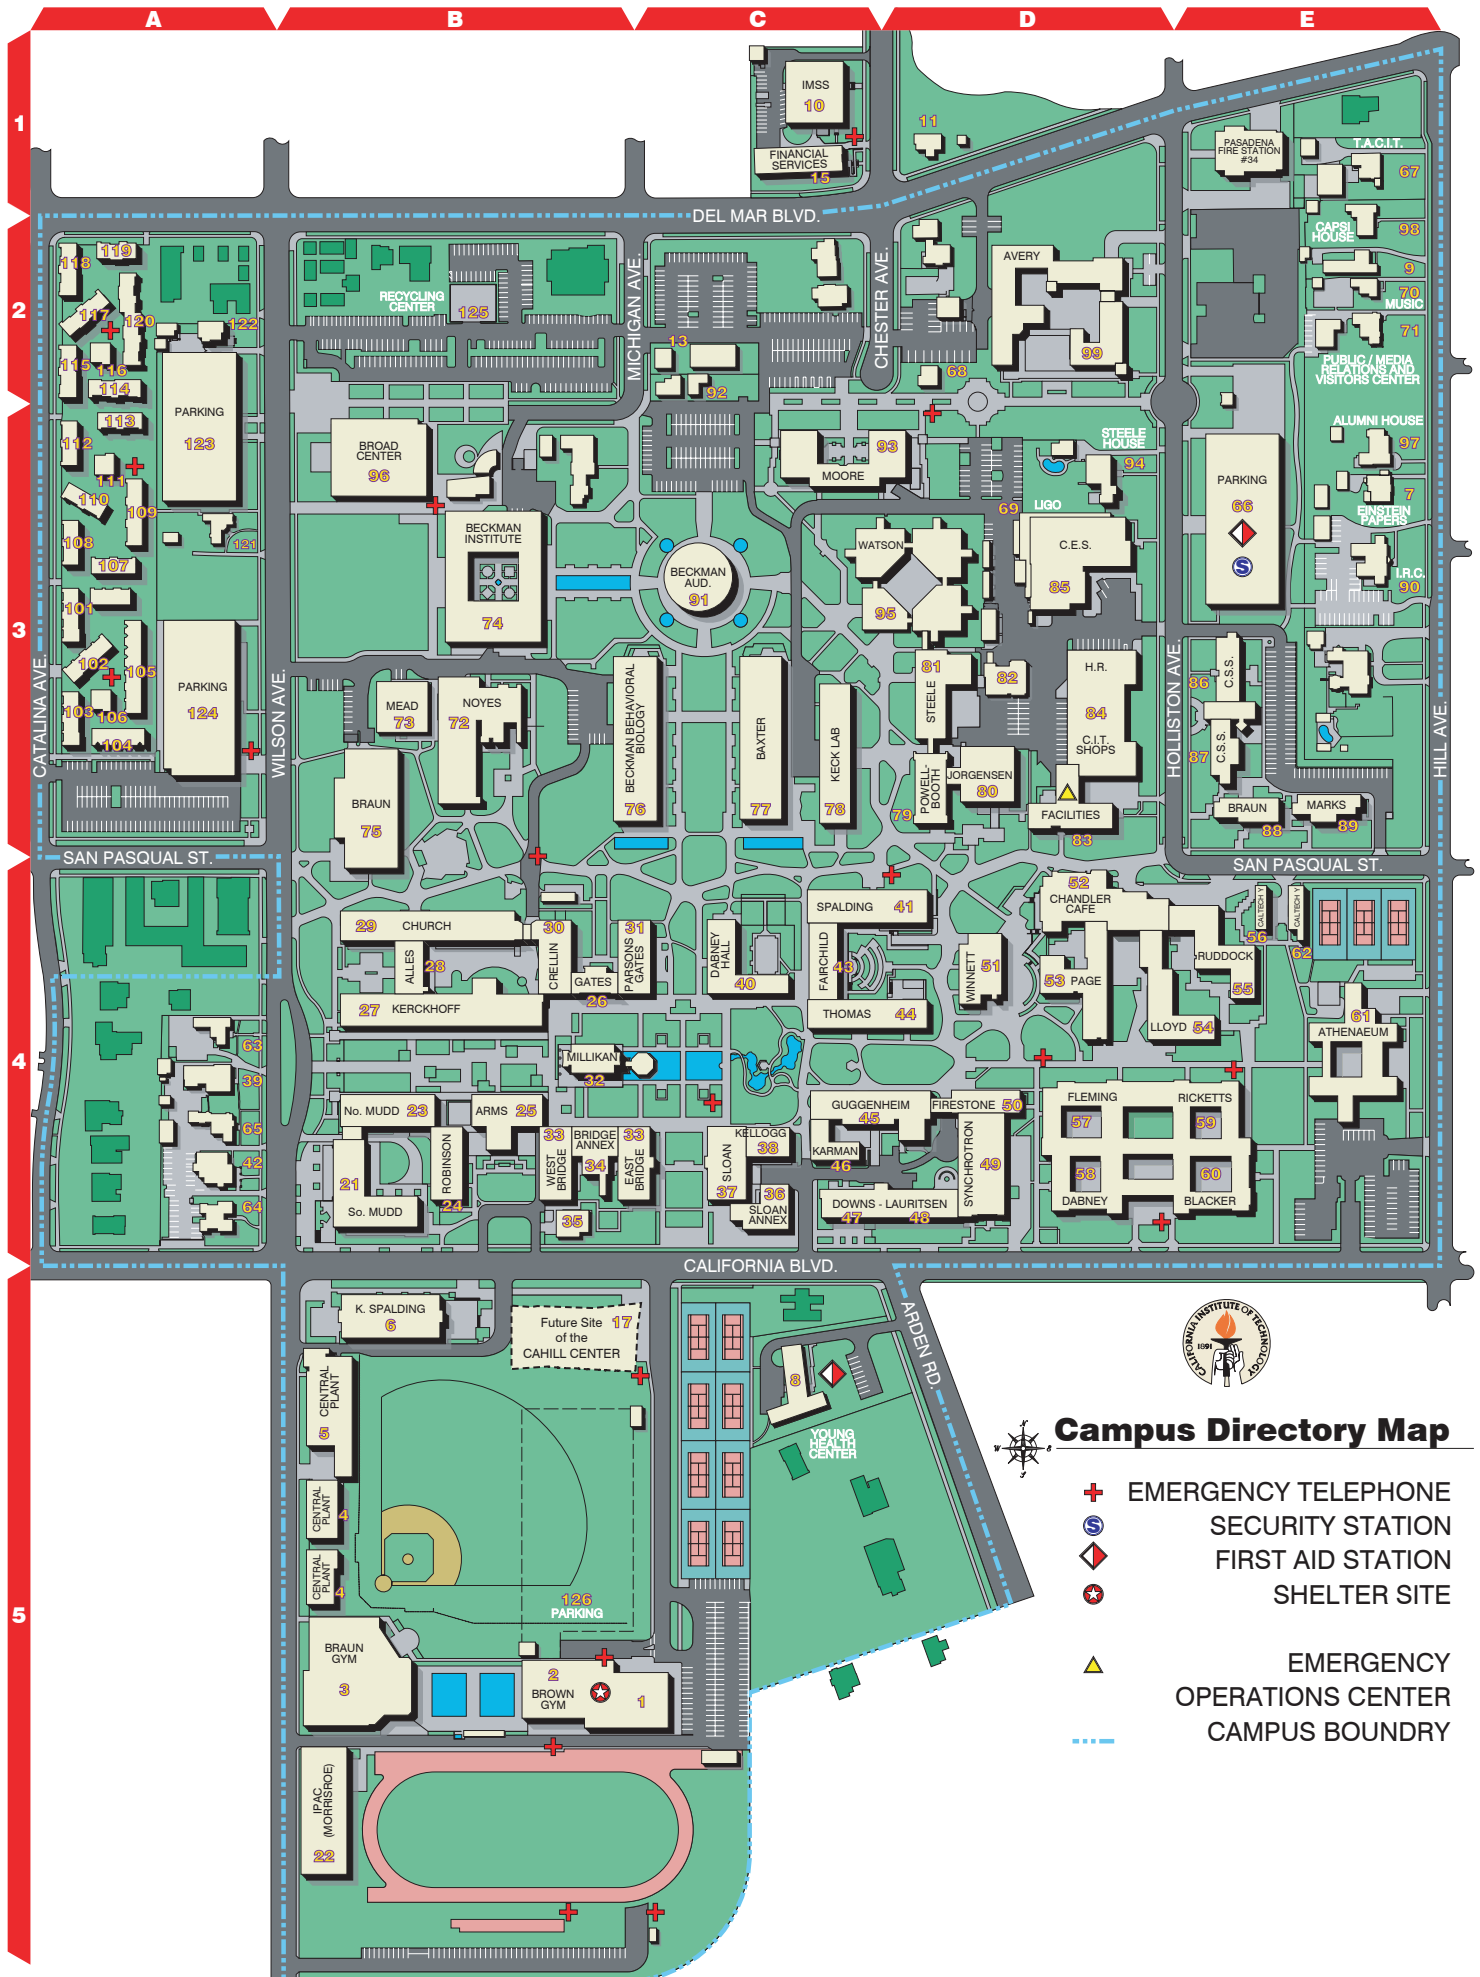 A
B
C
D
E
1
IMSS
10
FINANCIAL
SERVICES
15
11
PASADENA
FIRE STATION
#34
T.A.C.I.T.
67
DEL MAR BLVD.
CAPSI
HOUSE
98
9
70
MUSIC
71
PUBLIC / MEDIA
RELATIONS AND
VISITORS CENTER
2
118
119
117
120
122
115
116
114
113
112
111
110
109
108
107
121
PARKING
123
RECYCLING
CENTER
125
MICHIGAN AVE.
13
92
CHESTER AVE.
68
AVERY
99
BROAD
CENTER
96
MOORE
93
STEELE
HOUSE
94
ALUMNI HOUSE
97
7
EINSTEIN
PAPERS
I.R.C.
90
PARKING
66
S
3
BECKMAN
INSTITUTE
74
BECKMAN
AUD.
91
WATSON
95
LIGO
69
C.E.S.
85
101
102
103
104
105
106
PARKING
124
CATALINA AVE.
WILSON AVE.
MEAD
73
NOYES
72
BRAUN
75
BECKMAN BEHAVIORAL
BIOLOGY
76
BAXTER
77
KECK LAB
78
STEELE
81
82
H.R.
84
C.I.T.
SHOPS
POWELL-
BOOTH
79
JORGENSEN
80
FACILITIES
83
HOLLISTON AVE.
C.S.S.
86
C.S.S.
87
BRAUN
88
MARKS
89
HILL AVE.
SAN PASQUAL ST.
SAN PASQUAL ST.
4
29
CHURCH
ALLES
28
27
KERCKHOFF
30
CRELLIN
GATES
26
31
PARSONS
GATES
DABNEY
HALL
40
SPALDING
41
FAIRCHILD
43
THOMAS
44
WINNETT
51
52
CHANDLER
CAFE
53
PAGE
LLOYD
54
RUDDOCK
55
CALTECH Y
56
CALTECH Y
62
61
ATHENAEUM
63
39
65
42
64
MILLIKAN
32
No. MUDD
23
ARMS
25
21
So. MUDD
ROBINSON
24
33
WEST
BRIDGE
BRIDGE
ANNEX
34
33
EAST
BRIDGE
35
SLOAN
37
KELLOGG
38
36
SLOAN
ANNEX
GUGGENHEIM
45
KARMAN
46
FIRESTONE
50
SYNCHROTRON
49
DOWNS - LAURITSEN
47
48
FLEMING
57
RICKETTS
59
58
DABNEY
60
BLACKER
CALIFORNIA BLVD.
5
K. SPALDING
6
Future Site
of the
CAHILL CENTER
17
CENTRAL
PLANT
5
CENTRAL
PLANT
4
CENTRAL
PLANT
4
8
YOUNG
HEALTH
CENTER
ARDEN RD.
126
PARKING
BRAUN
GYM
3
2
BROWN
GYM
1
IPAC
(MORRISROE)
22
CALIFORNIA INSTITUTE OF TECHNOLOGY
1891
Campus Directory Map
EMERGENCY TELEPHONE
S
SECURITY STATION
FIRST AID STATION
SHELTER SITE
EMERGENCY
OPERATIONS CENTER
CAMPUS BOUNDRY